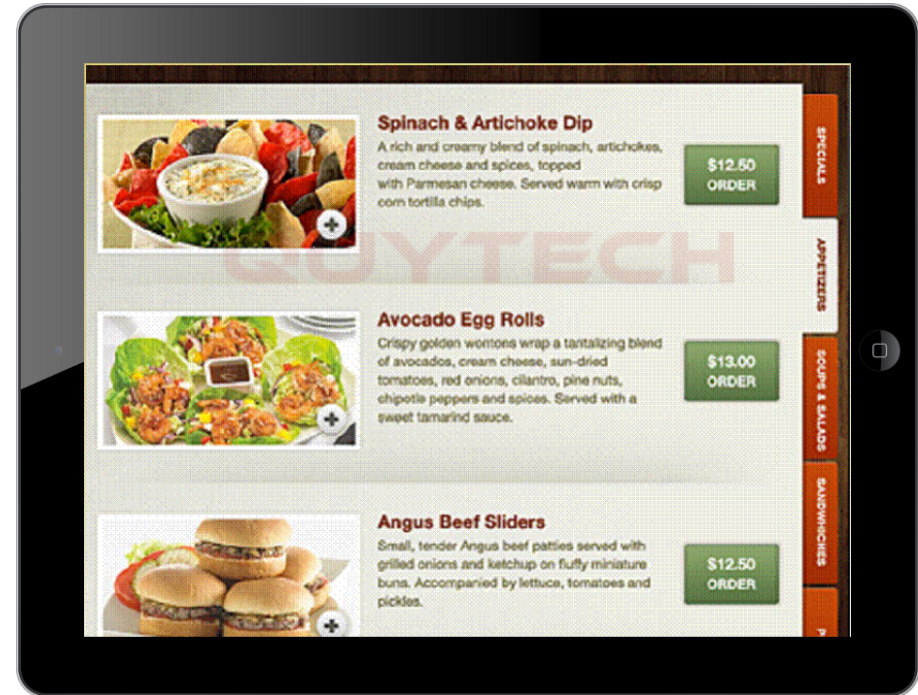 Spinach & Artichoke Dip
A rich and creamy blend of spinach, artichokes,
cream cheese and spices, topped
with Parmesan cheese. Served warm with crisp
corn tortilla chips.
$12.50
ORDER
QUYTECH
Avocado Egg Rolls
Crispy golden wontons wrap a tantalizing blend
of avocados, cream cheese, sun-dried
tomatoes, red onions, cilantro, pine nuts,
chipotle peppers and spices. Served with a
sweet tamarind sauce.
$13.00
ORDER
Angus Beef Sliders
Small, tender Angus beef patties served with
grilled onions and ketchup on fluffy miniature
buns. Accompanied by lettuce, tomatoes and
pickles.
$12.50
ORDER
SPECIALS
APPETIZERS
SOUPS & SALADS
SANDWHICHES
P